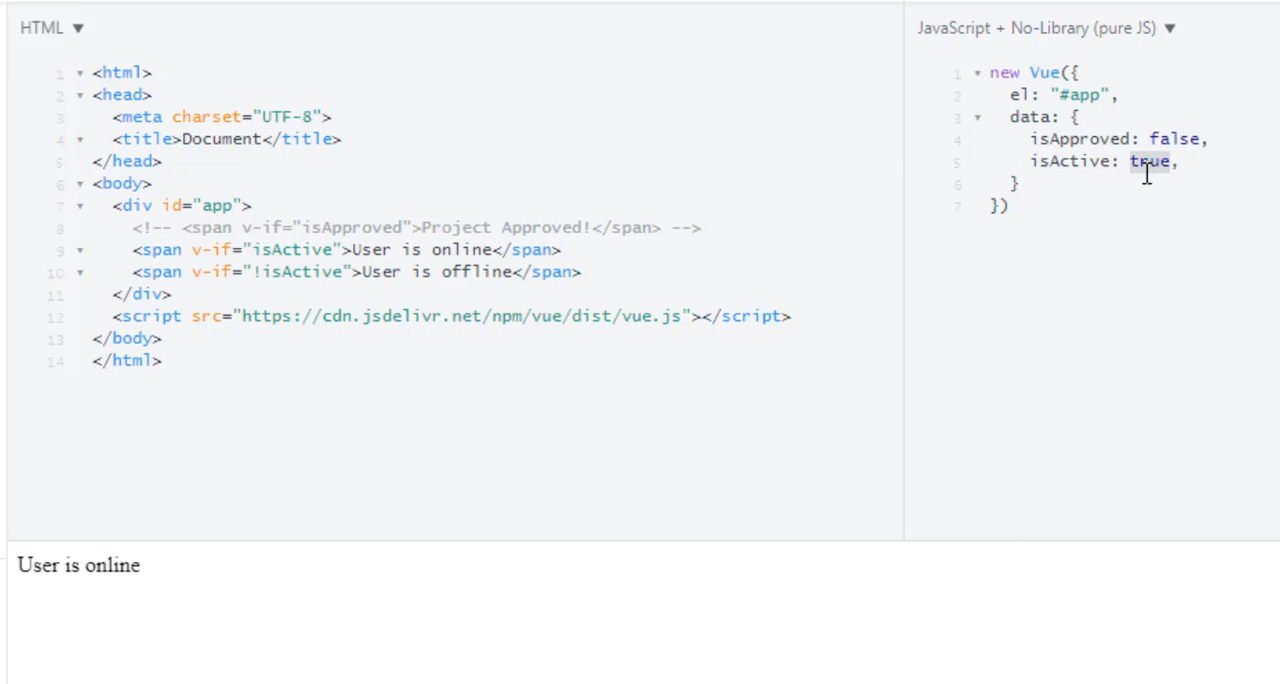 HTML ▼
1 ▾ <html>
2 ▾ <head>
3 <meta charset="UTF-8">
4 ▾ <title>Document</title>
5 </head>
6 ▾ <body>
7 ▾ <div id="app">
8 <!-- <span v-if="isApproved">Project Approved!</span> -->
9 ▾ <span v-if="isActive">User is online</span>
10 ▾ <span v-if="!isActive">User is offline</span>
11 </div>
12 <script src="https://cdn.jsdelivr.net/npm/vue/dist/vue.js"></script>
13 </body>
14 </html>
JavaScript + No-Library (pure JS) ▼
1 ▾ new Vue({
2 el: "#app",
3 ▾ data: {
4 isApproved: false,
5 isActive: true,
6 }
7 })
User is online